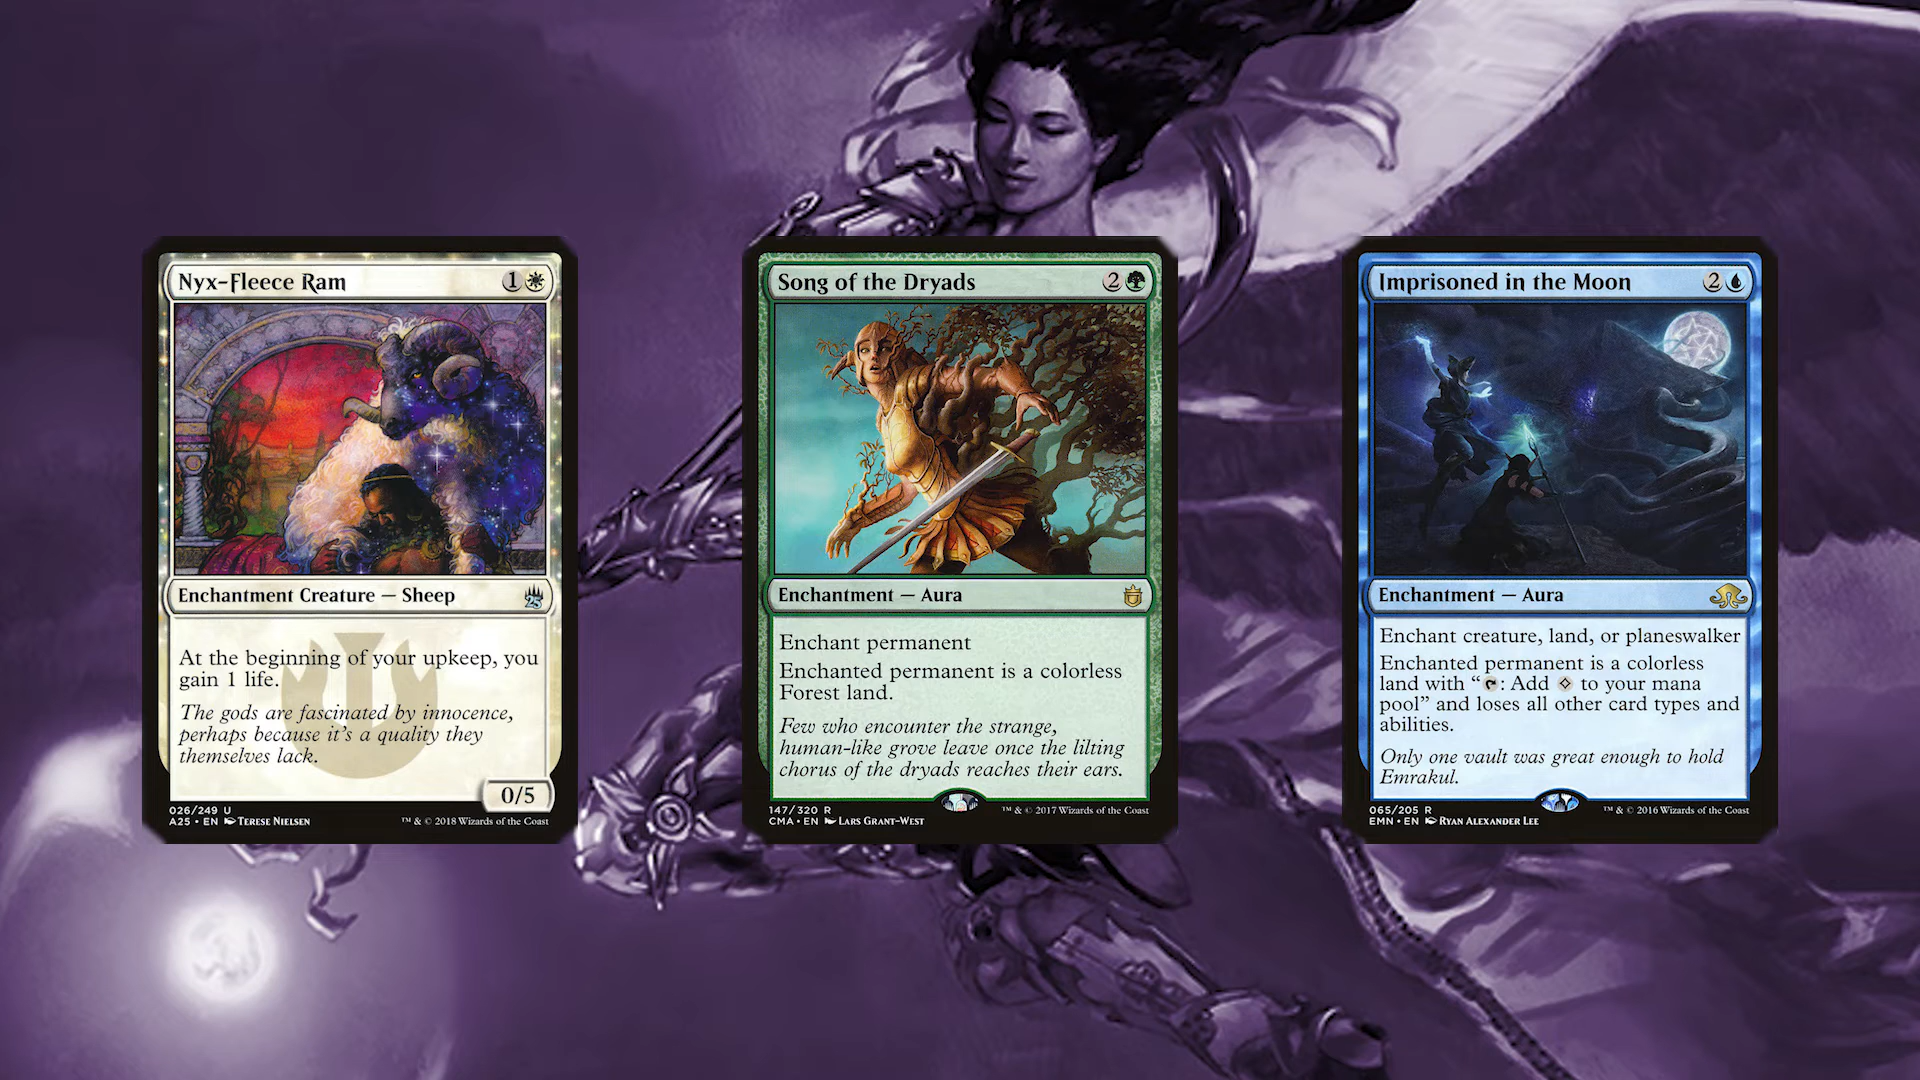 Nyx-Fleece Ram 1
Enchantment Creature — Sheep
At the beginning of your upkeep, you
gain 1 life.
The gods are fascinated by innocence,
perhaps because it's a quality they
themselves lack.
0/5
026/249 U
A25 • EN Terese Nielsen
™ & © 2018 Wizards of the Coast
Song of the Dryads 2
Enchantment — Aura
Enchant permanent
Enchanted permanent is a colorless
Forest land.
Few who encounter the strange,
human-like grove leave once the lilting
chorus of the dryads reaches their ears.
147/320 R
CMA • EN Lars Grant-West
™ & © 2017 Wizards of the Coast
Imprisoned in the Moon 2
Enchantment — Aura
Enchant creature, land, or planeswalker
Enchanted permanent is a colorless
land with “: Add to your mana
pool” and loses all other card types and
abilities.
Only one vault was great enough to hold
Emrakul.
065/205 R
EMN • EN Ryan Alexander Lee
™ & © 2016 Wizards of the Coast